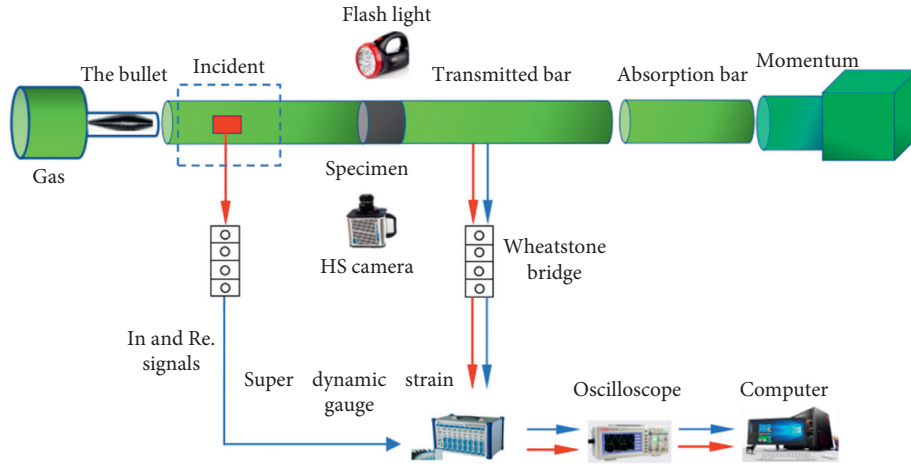 Flash light
The bullet
Incident
Transmitted bar
Absorption bar
Momentum
Gas
Specimen
HS camera
Wheatstone
bridge
In and Re.
signals
Super dynamic strain
gauge
Oscilloscope
Computer